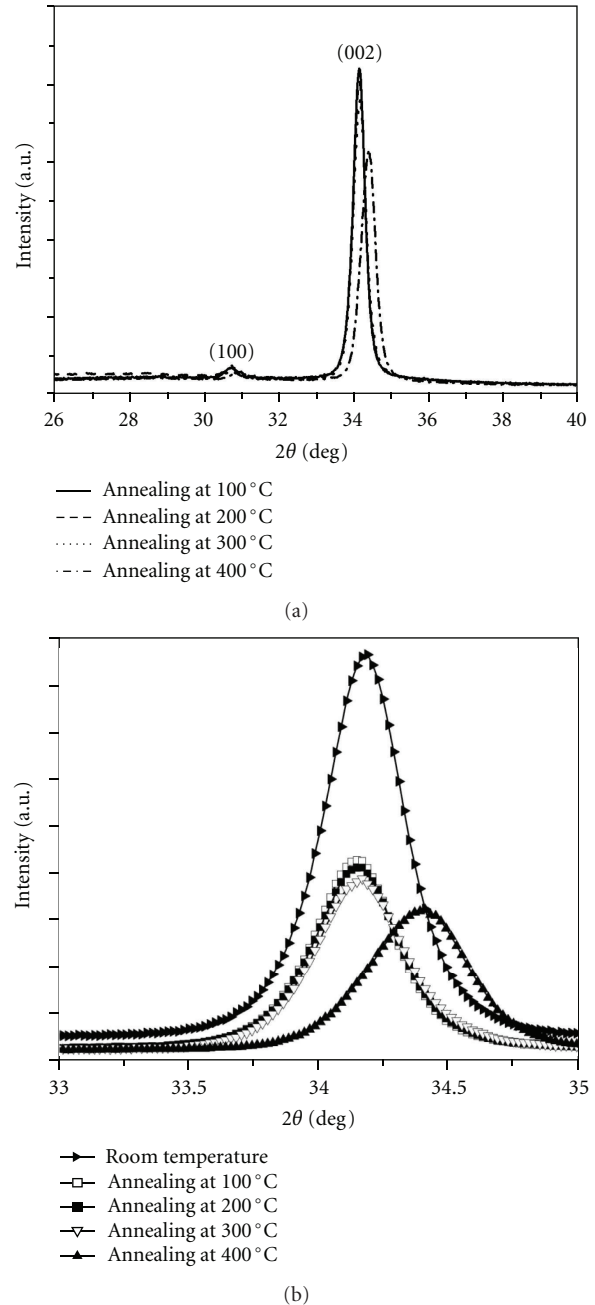 (002)
(100)
Intensity (a.u.)
26 28 30 32 34 36 38 40
2θ (deg)
Annealing at 100°C
Annealing at 200°C
Annealing at 300°C
Annealing at 400°C
(a)
Intensity (a.u.)
33 33.5 34 34.5 35
2θ (deg)
Room temperature
Annealing at 100°C
Annealing at 200°C
Annealing at 300°C
Annealing at 400°C
(b)